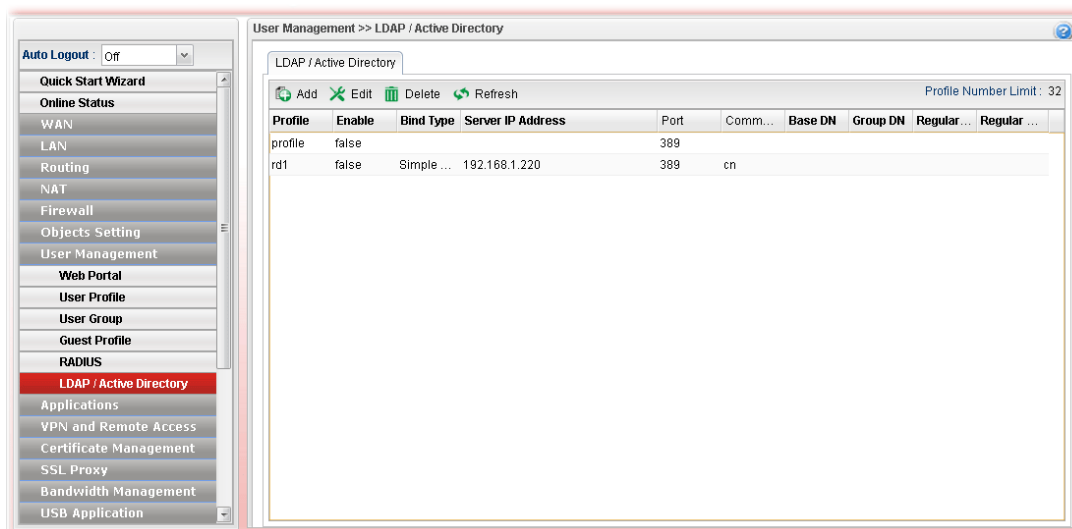 Auto Logout : Off
Quick Start Wizard
Online Status
WAN
LAN
Routing
NAT
Firewall
Objects Setting
User Management
Web Portal
User Profile
User Group
Guest Profile
RADIUS
LDAP / Active Directory
Applications
VPN and Remote Access
Certificate Management
SSL Proxy
Bandwidth Management
USB Application
User Management >> LDAP / Active Directory
LDAP / Active Directory
Add Edit Delete Refresh Profile Number Limit : 32
Profile Enable Bind Type Server IP Address Port Comm... Base DN Group DN Regular... Regular ...
profile false 389
rd1 false Simple ... 192.168.1.220 389 cn